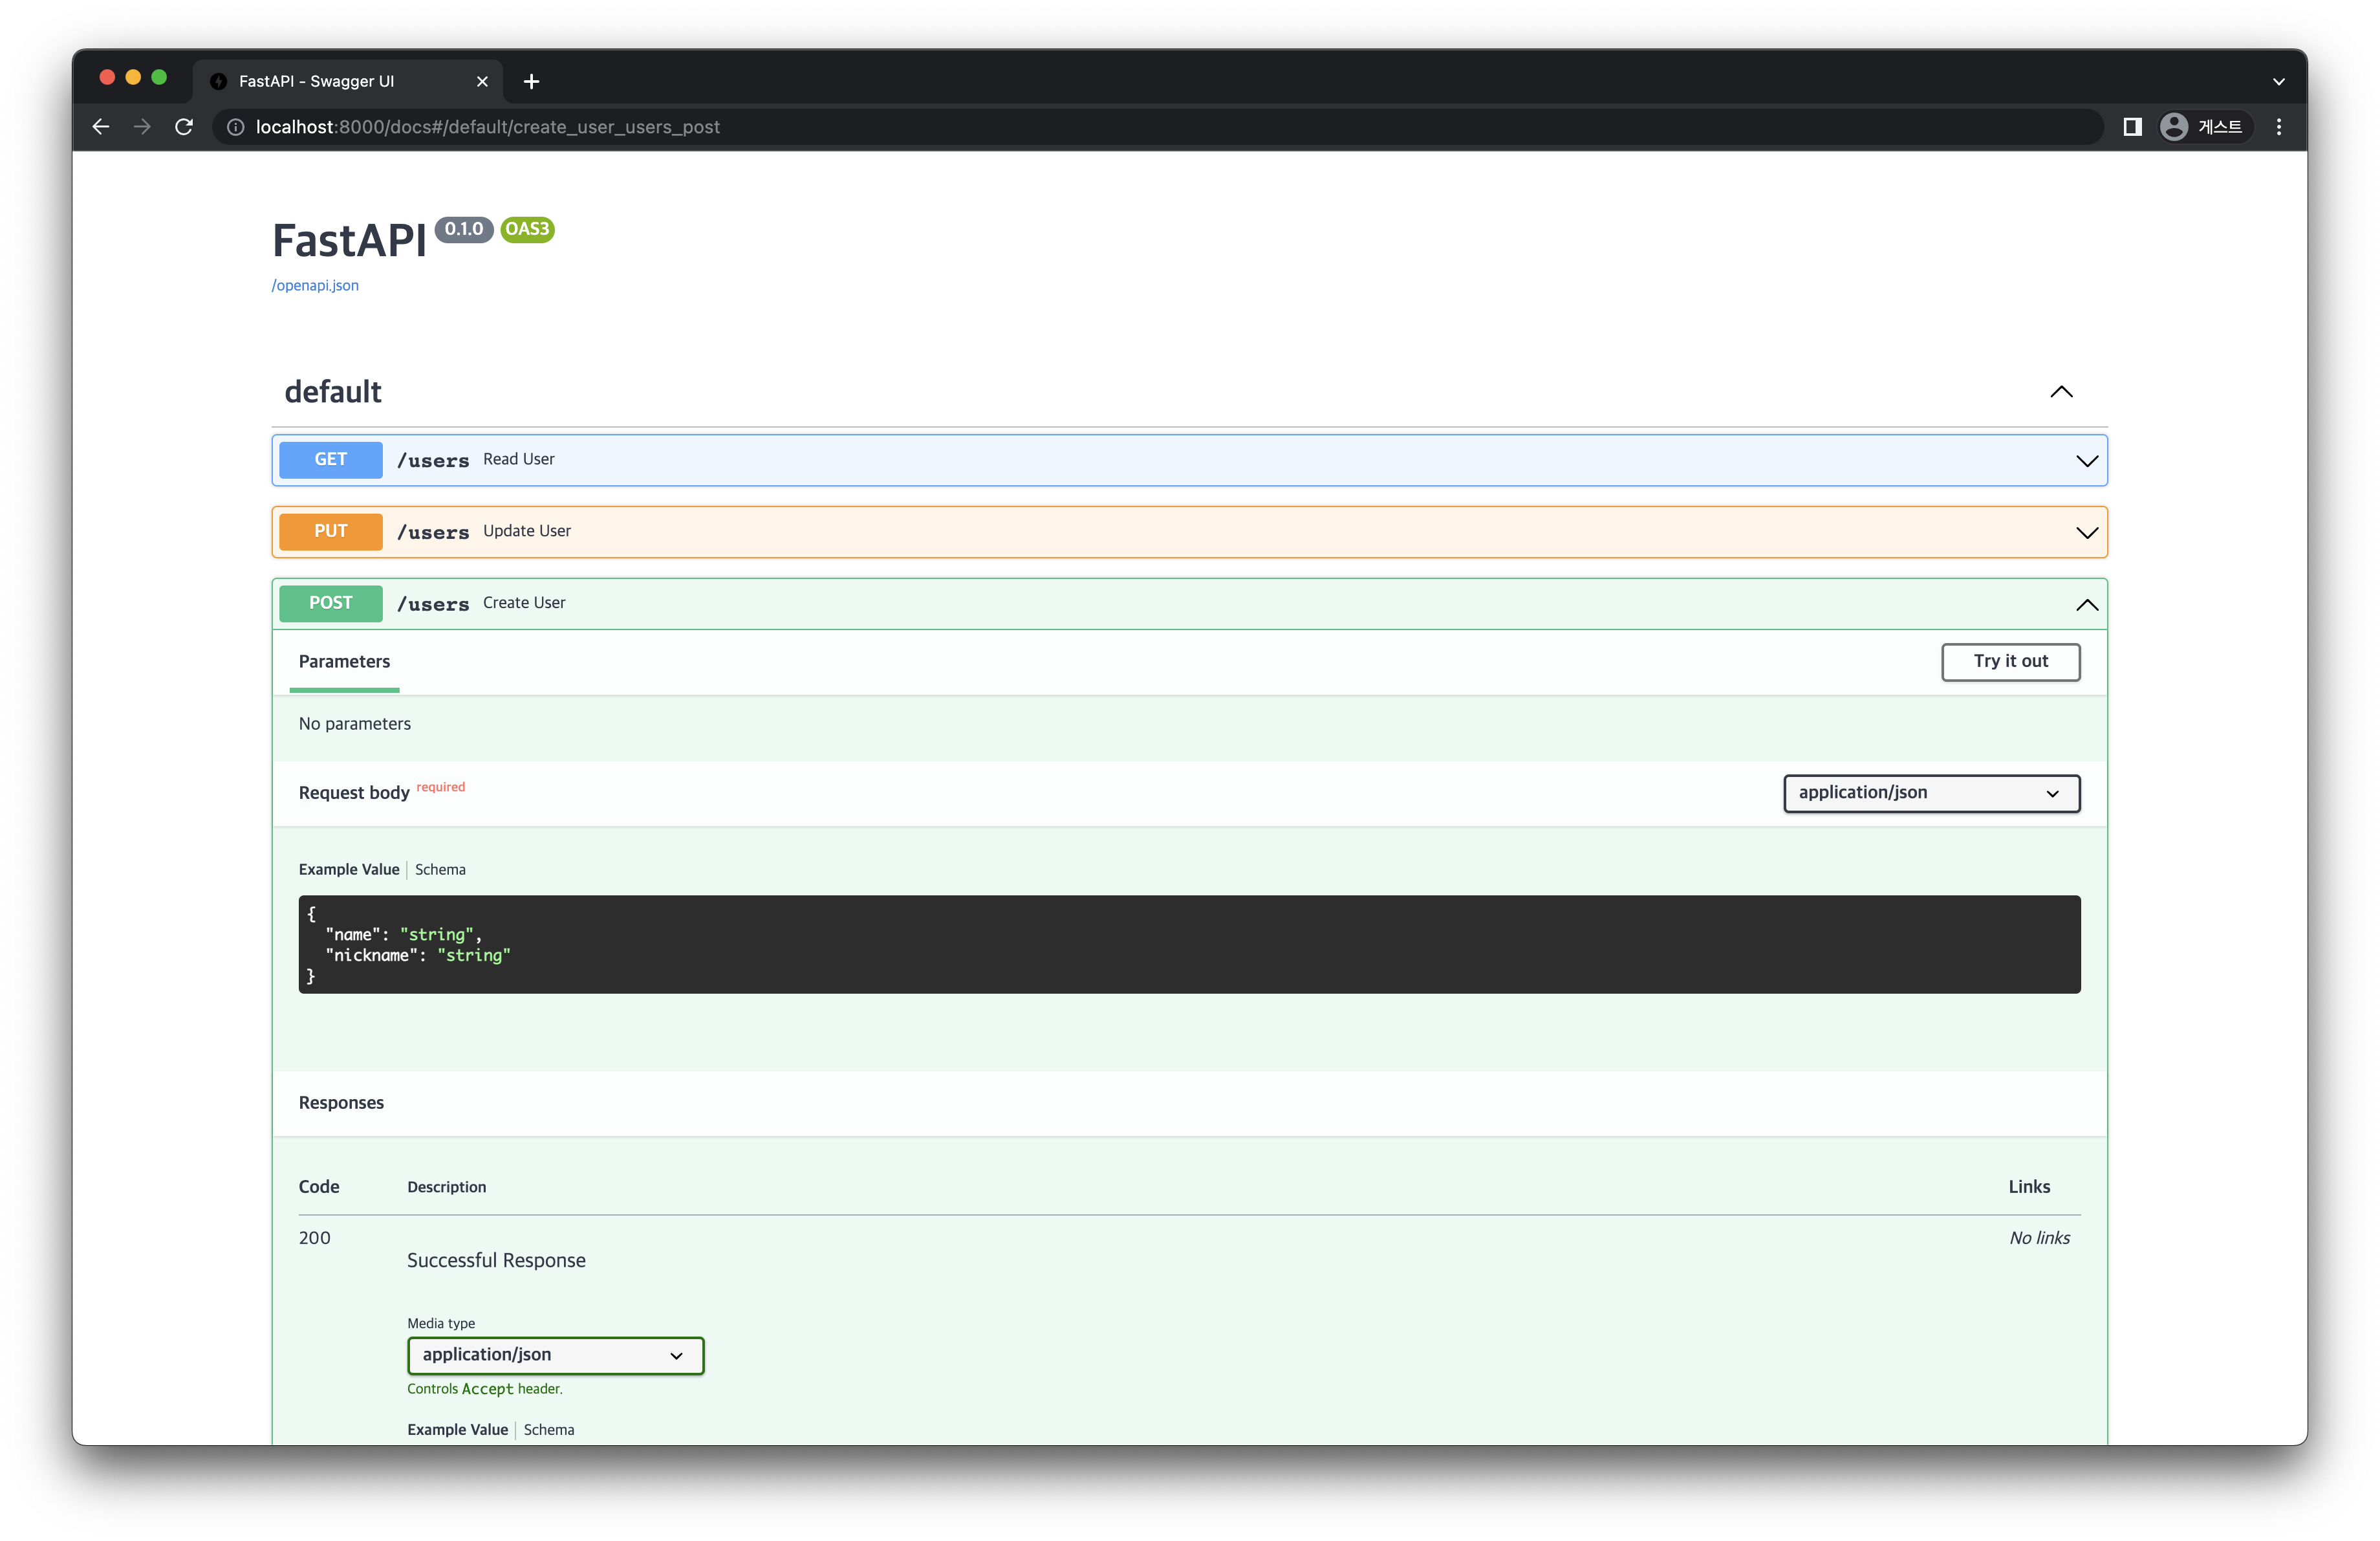 FastAPI - Swagger UI
localhost:8000/docs#/default/create_user_users_post
게스트
FastAPI 0.1.0 OAS3
/openapi.json
default
GET /users Read User
PUT /users Update User
POST /users Create User
Parameters
Try it out
No parameters
Request body required
application/json
Example Value Schema
{
"name": "string",
"nickname": "string"
}
Responses
Code Description Links
200 No links
Successful Response
Media type
application/json
Controls Accept header.
Example Value Schema